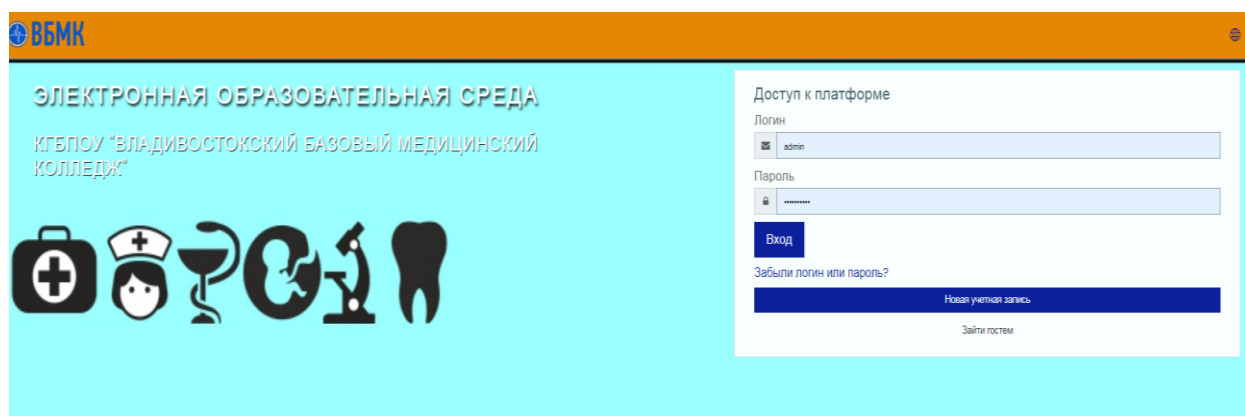 ВБМК
ЭЛЕКТРОННАЯ ОБРАЗОВАТЕЛЬНАЯ СРЕДА
КГБПОУ "ВЛАДИВОСТОКСКИЙ БАЗОВЫЙ МЕДИЦИНСКИЙ
КОЛЛЕДЖ"
Доступ к платформе
Логин
admin
Пароль
Вход
Забыли логин или пароль?
Новая учетная запись
Зайти гостем